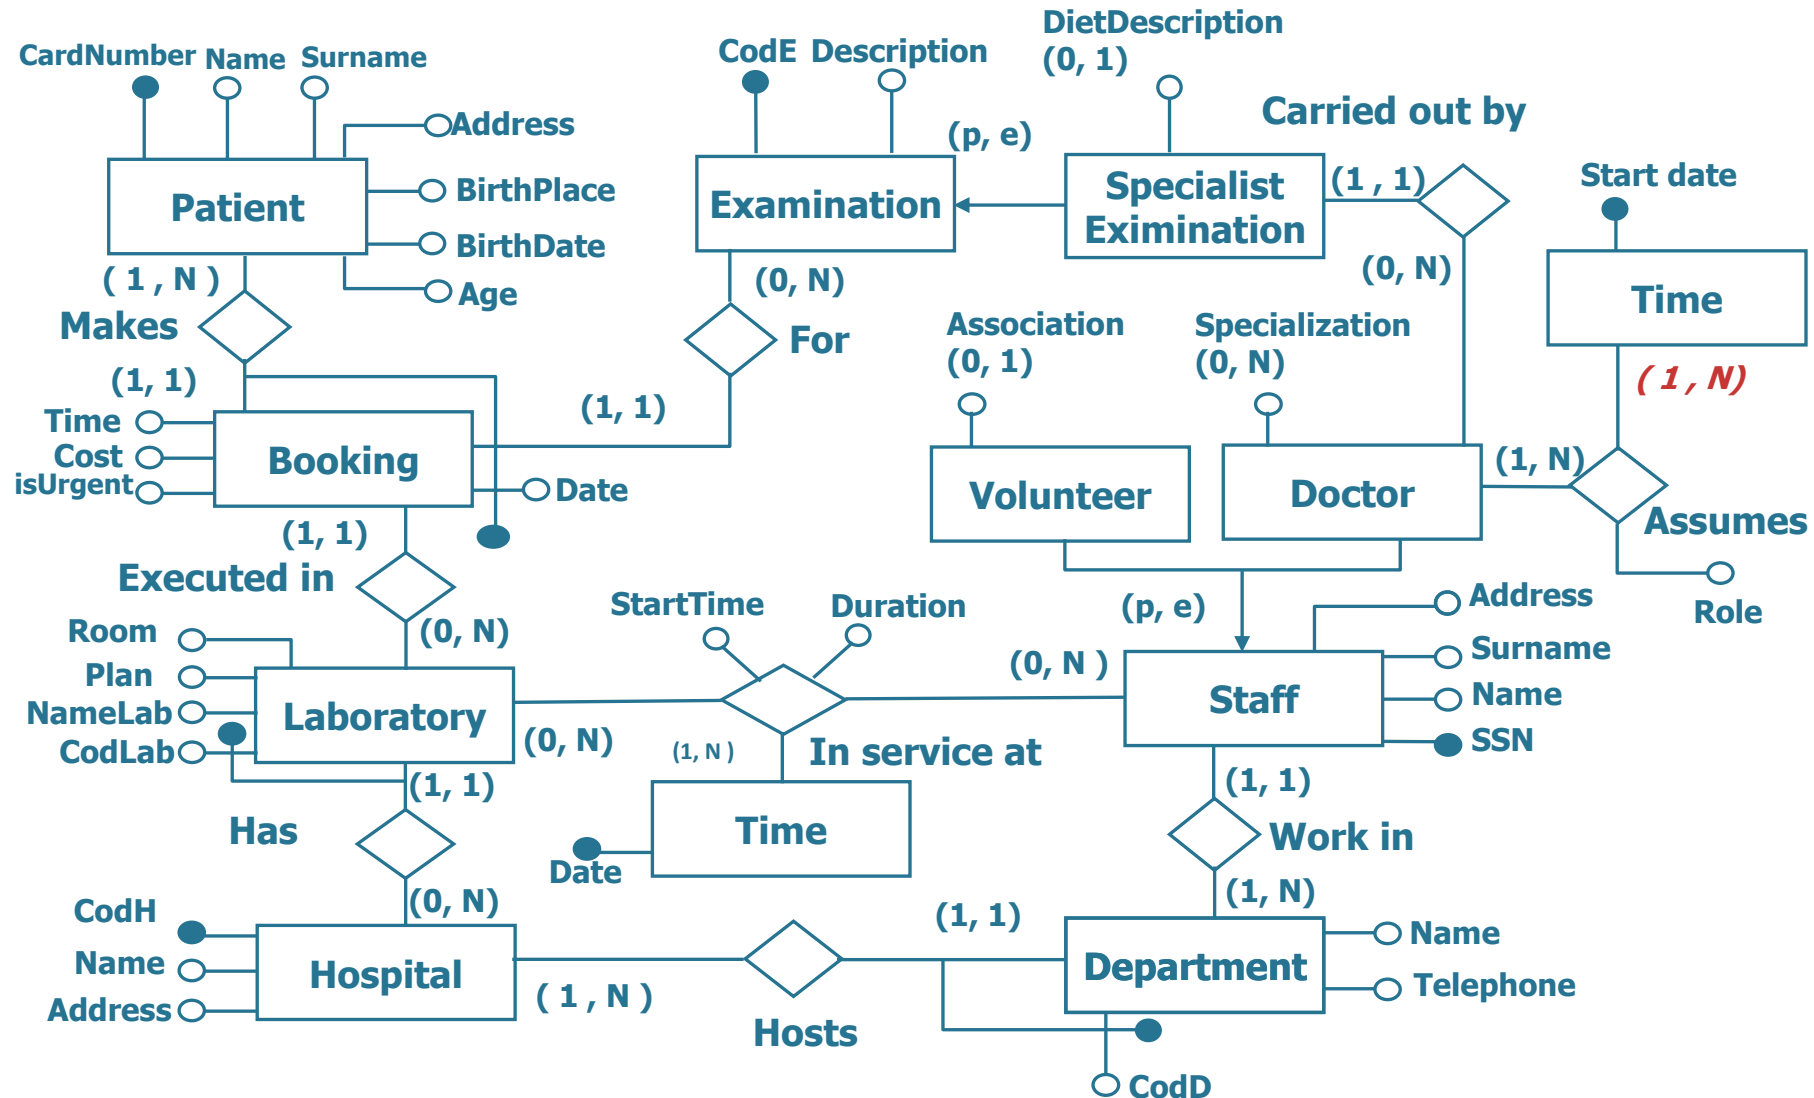 DietDescription
(0, 1)
CardNumber
Name
Surname
CodE
Description
Carried out by
Address
(p, e)
Patient
BirthPlace
BirthDate
Age
Examination
Specialist
Eximination
(1 , 1)
Start date
Time
( 1 , N )
(0, N)
(0, N)
Makes
For
Association
(0, 1)
Specialization
(0, N)
( 1 , N)
(1, 1)
(1, 1)
Time
Cost
isUrgent
Booking
Date
Volunteer
Doctor
(1, N)
Assumes
Role
(1, 1)
Executed in
(0, N)
StartTime
Duration
(p, e)
Address
Surname
Name
SSN
Room
Plan
NameLab
CodLab
Laboratory
(0, N)
(0, N )
Staff
In service at
(1, N )
Time
Date
(1, 1)
Has
(0, N)
(1, 1)
Work in
(1, N)
CodH
Name
Address
Hospital
( 1 , N )
Hosts
(1, 1)
Department
Name
Telephone
CodD